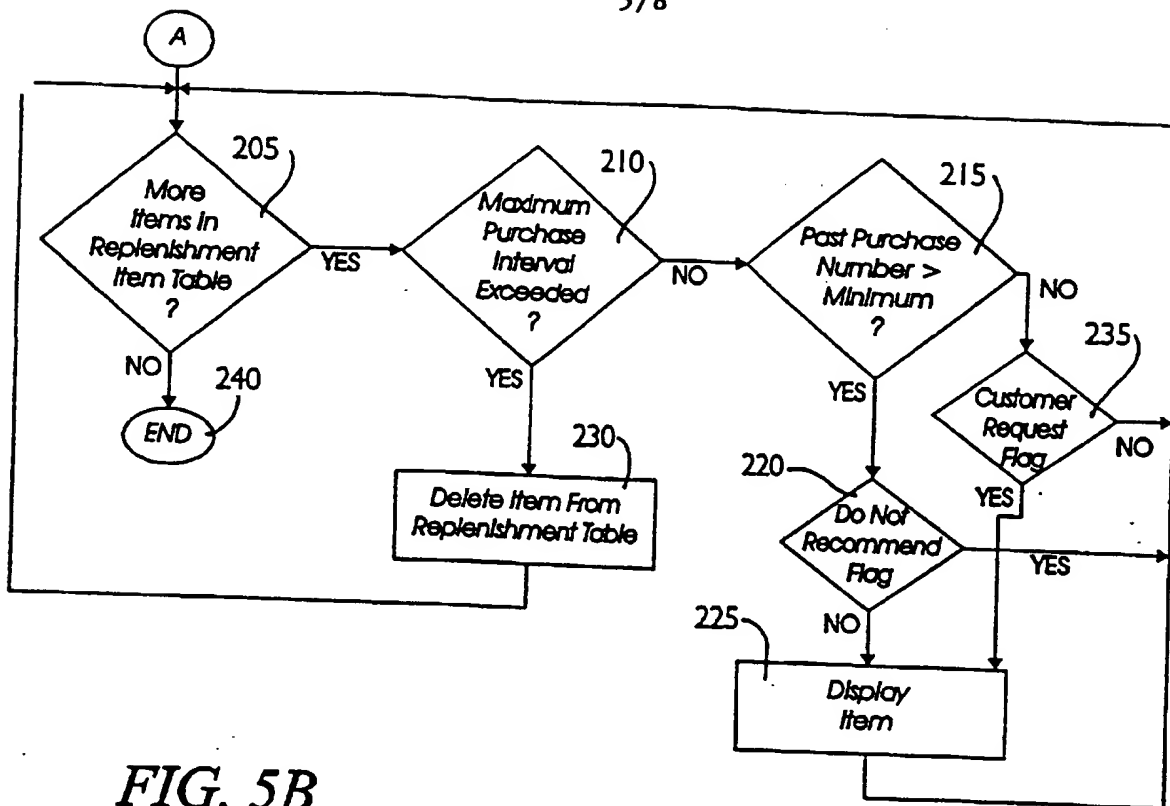 5/8
A
205
More
Items In
Replenishment
Item Table
?
YES
NO
240
END
210
Maximum
Purchase
Interval
Exceeded
?
NO
YES
230
Delete Item From
Replenishment Table
215
Past Purchase
Number >
Minimum
?
NO
YES
235
Customer
Request
Flag
NO
YES
220
Do Not
Recommend
Flag
YES
NO
225
Display
Item
FIG. 5B